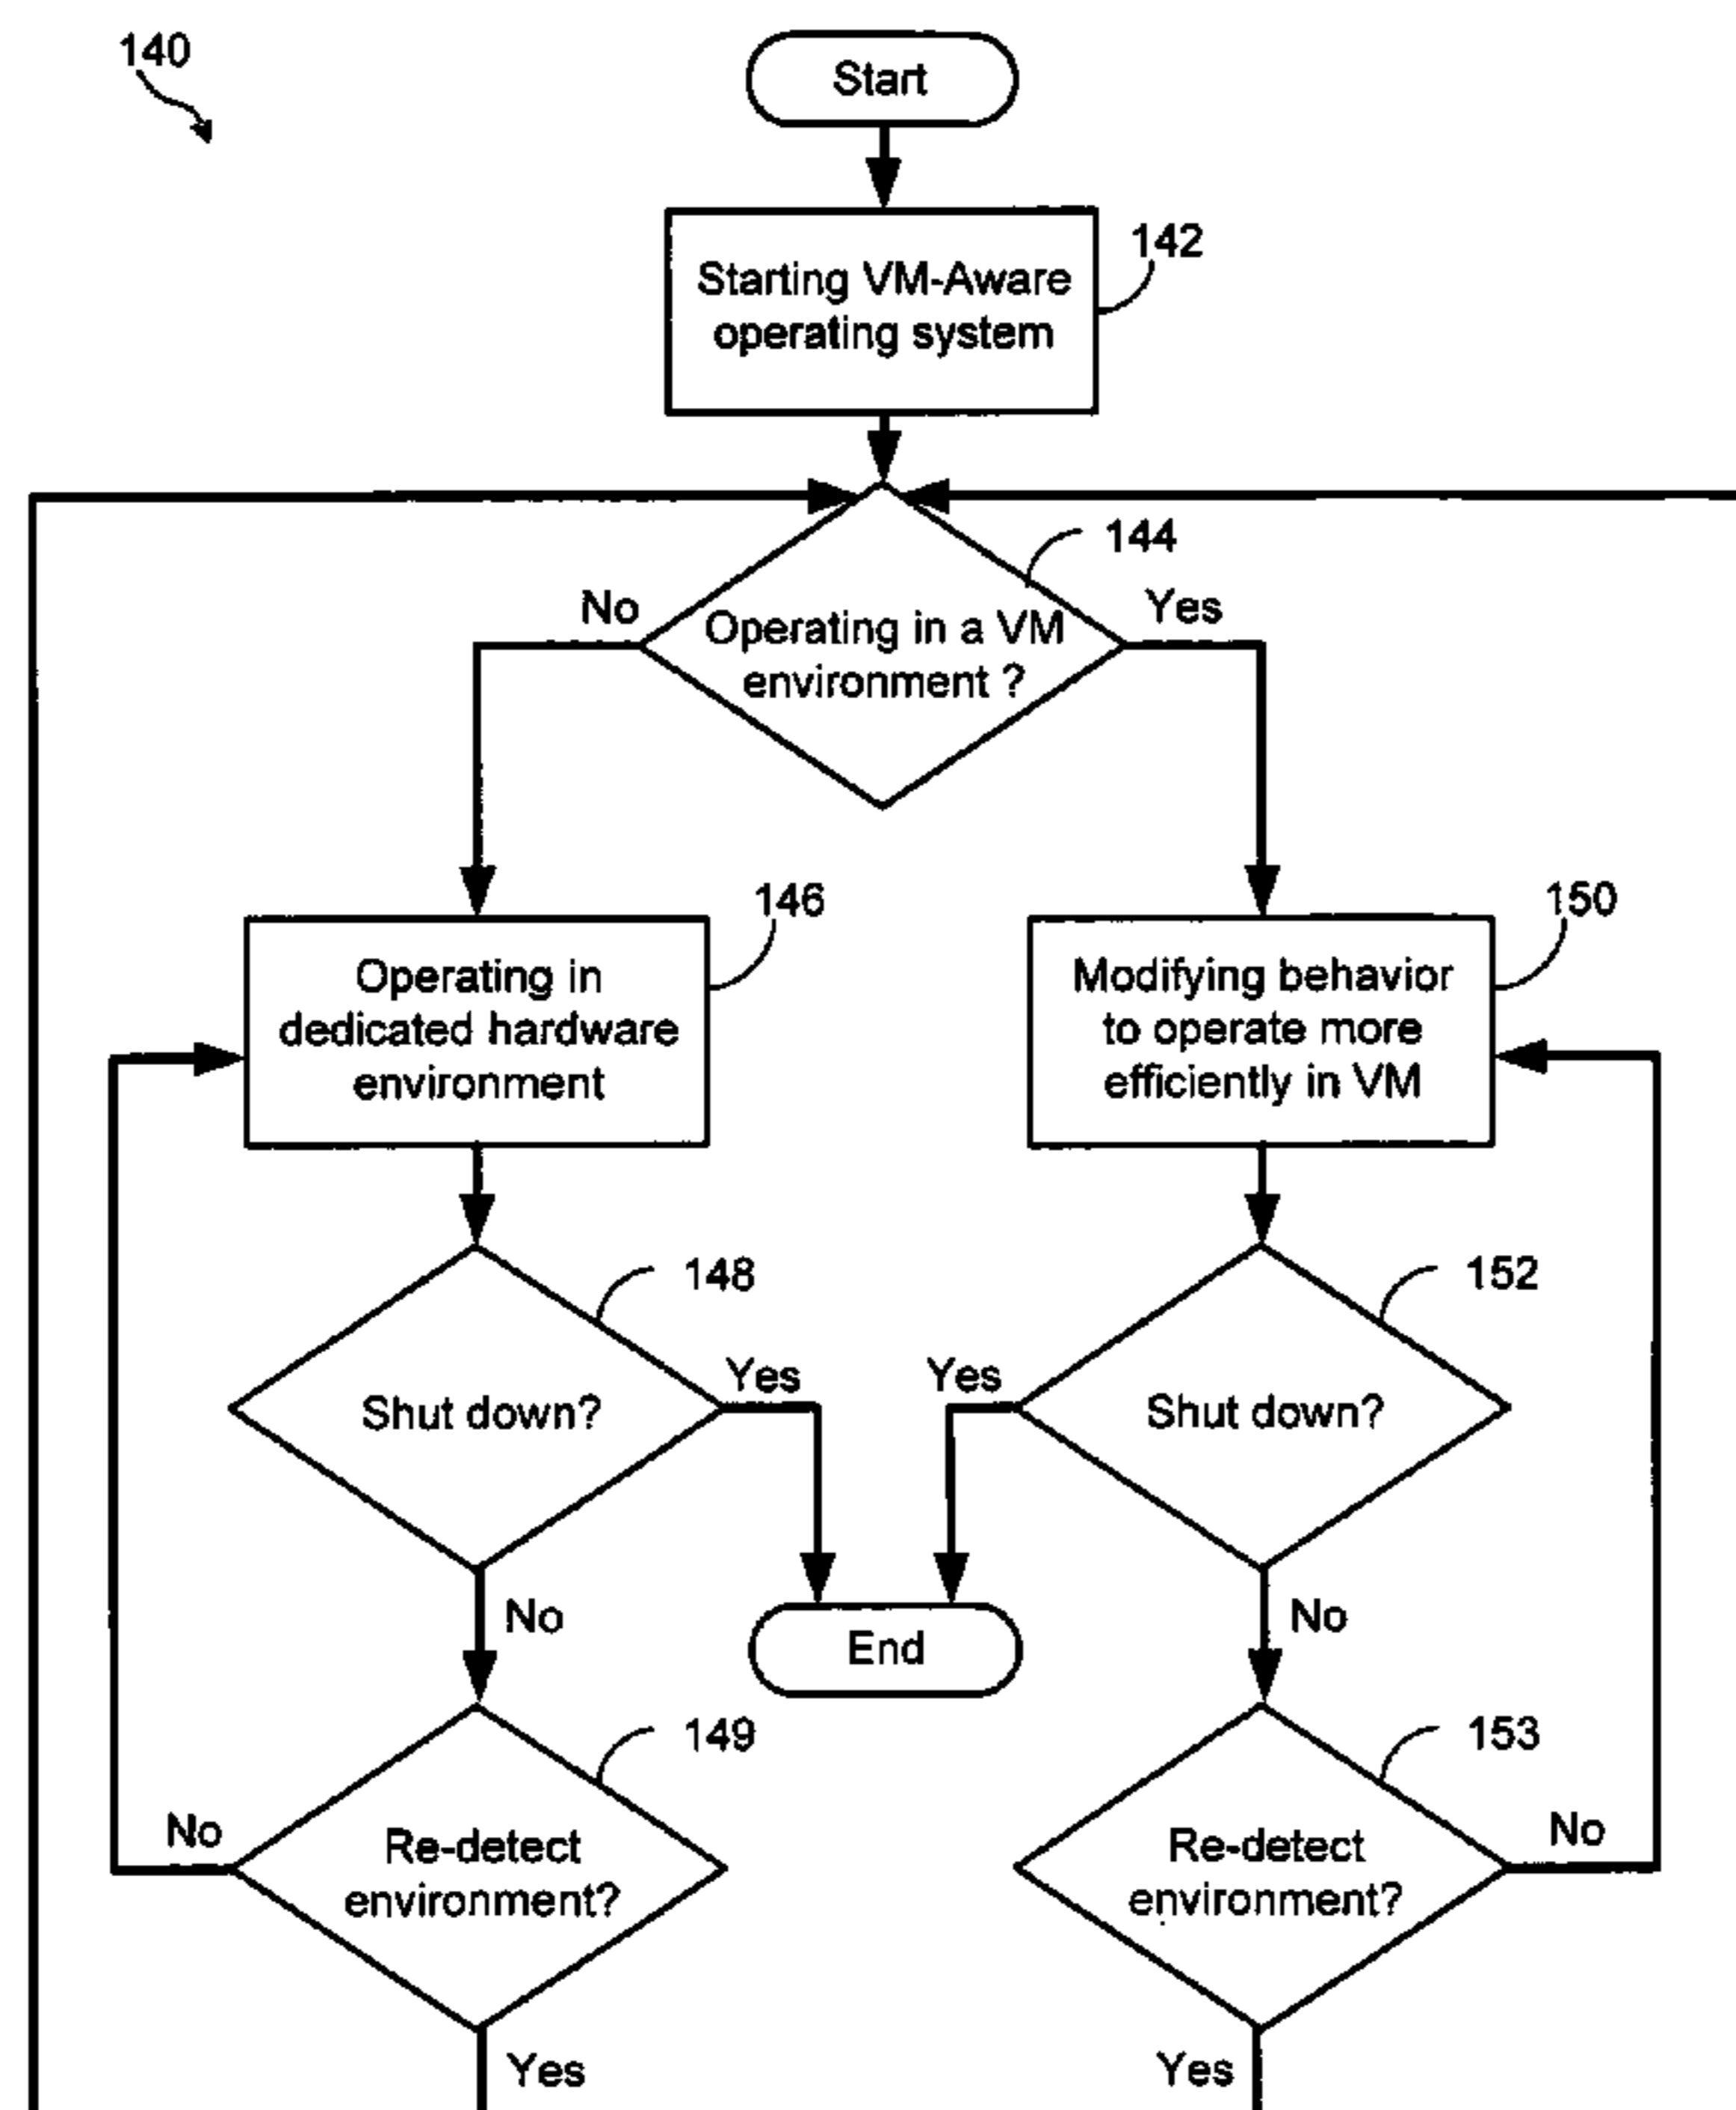 140
Start
142
Starting VM-Aware
operating system
144
No
Yes
Operating in a VM
environment ?
146
150
Operating in
dedicated hardware
environment
Modifying behavior
to operate more
efficiently in VM
148
152
Yes
Yes
Shut down?
Shut down?
No
No
End
149
153
No
No
Re-detect
environment?
Re-detect
environment?
Yes
Yes